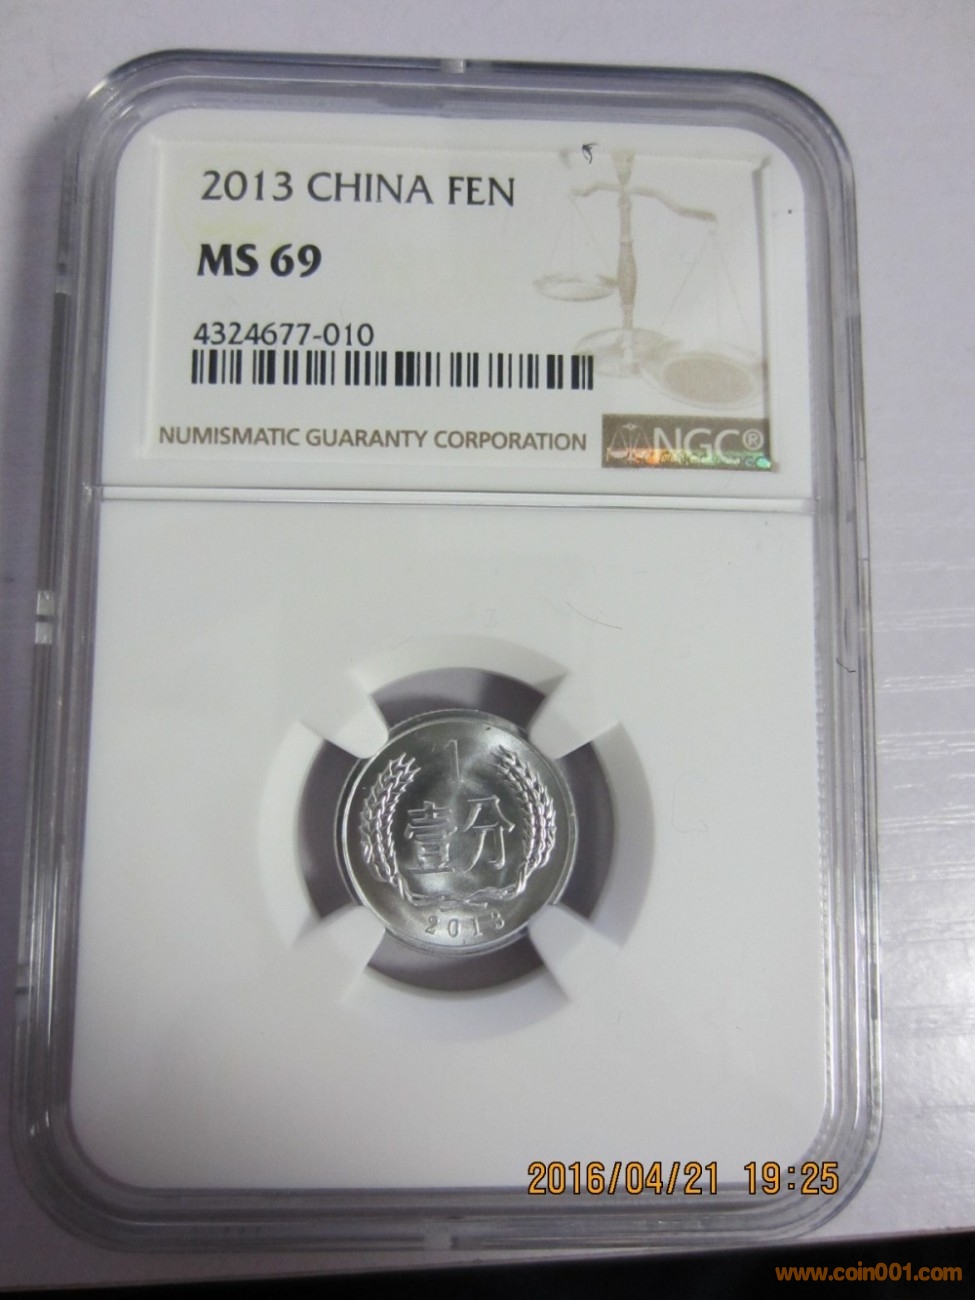 2013 CHINA FEN
MS 69
4324677-010
NUMISMATIC GUARANTY CORPORATION
NGC®
1
壹分
2013
2016/04/21 19:25
www.coin001.com